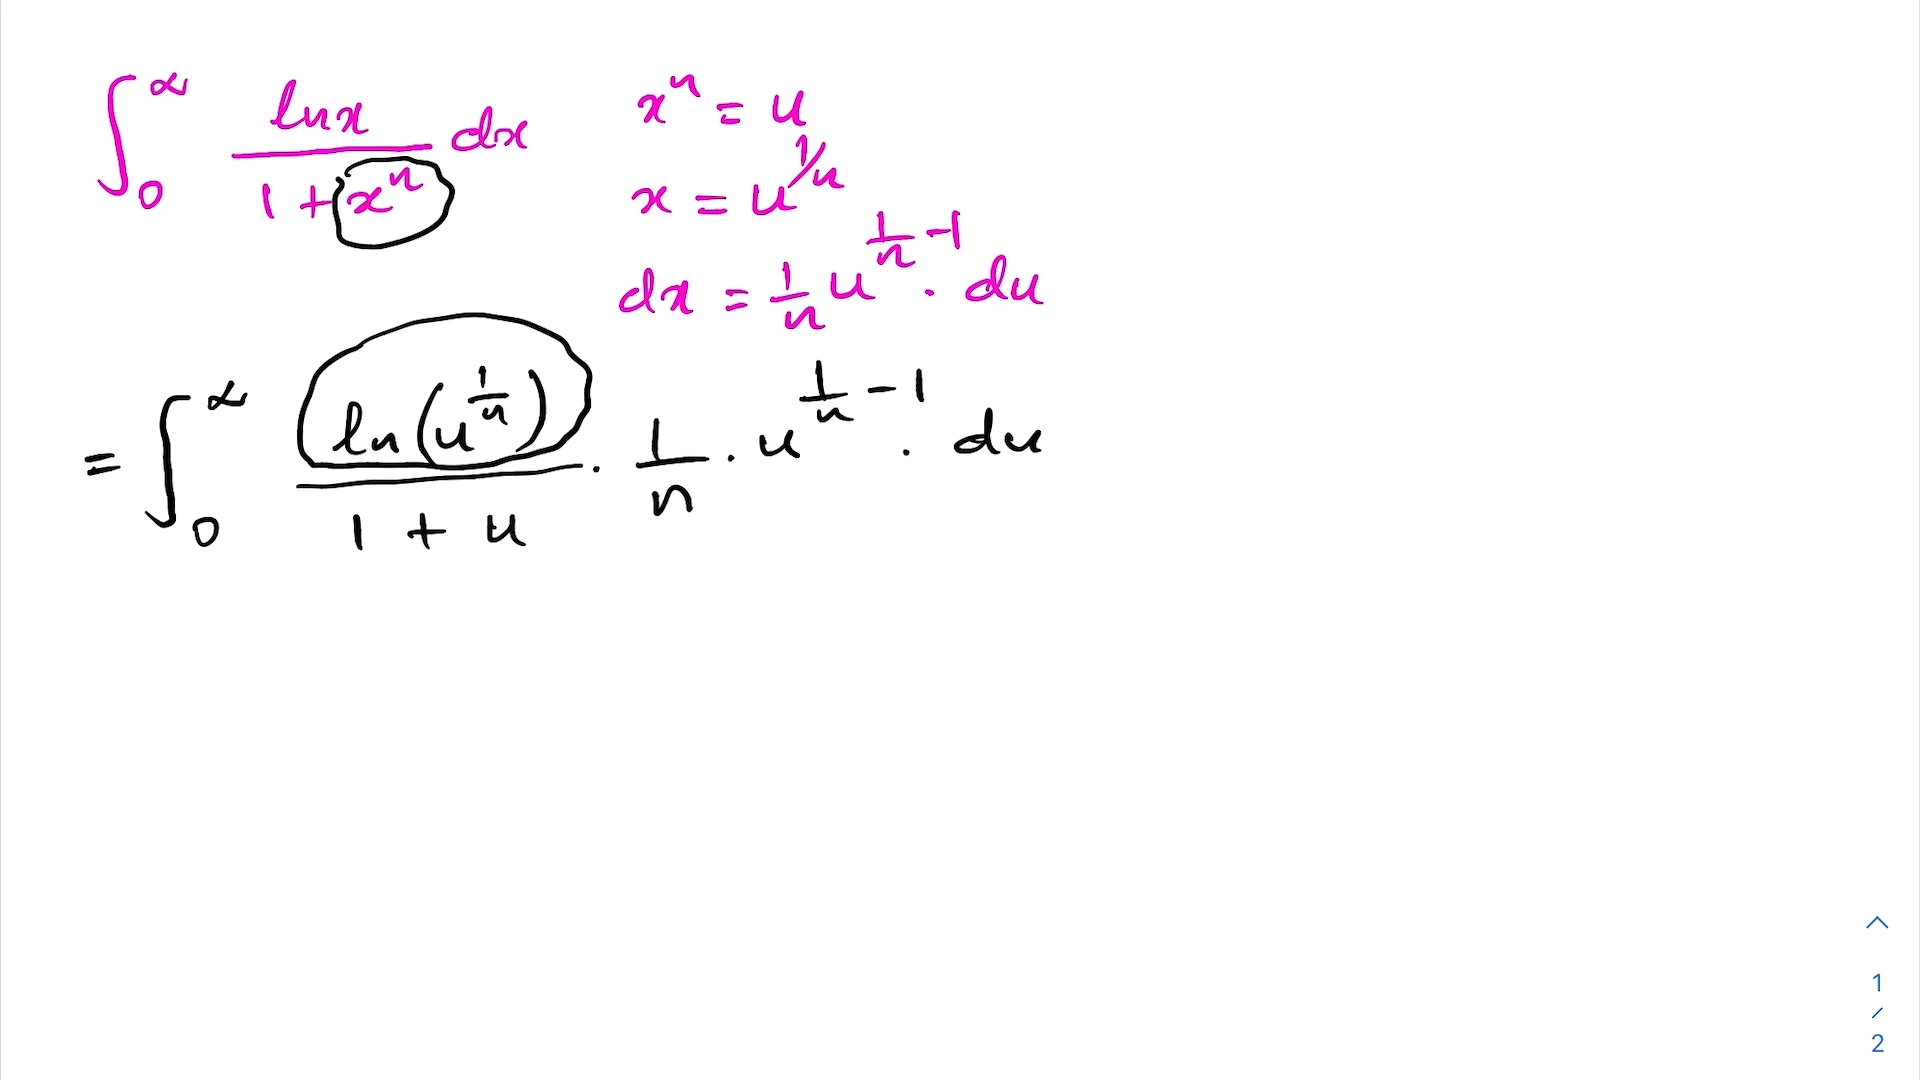 ∫₀^∞ ln x / (1 + xⁿ) dx    xⁿ = u
x = u^(1/n)
dx = 1/n u^(1/n − 1) · du
= ∫₀^∞ ln(u^(1/n)) / (1 + u) · 1/n · u^(1/n − 1) · du
1
/
2